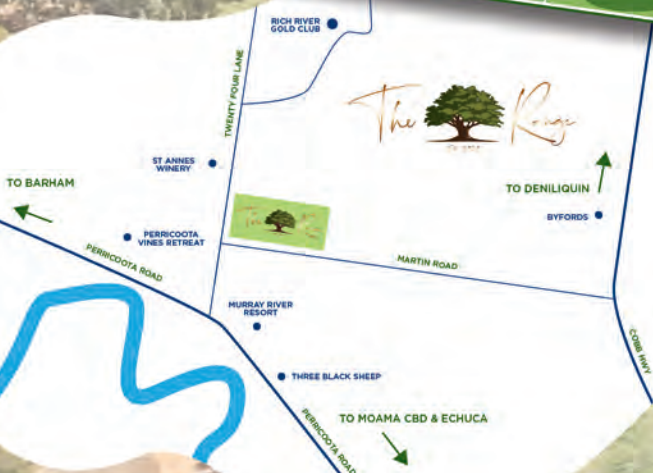 RICH RIVER
GOLD CLUB
TWENTY FOUR LANE
The Range
ST ANNES
WINERY
TO BARHAM
TO DENILIQUIN
BYFORDS
PERRICOOTA
VINES RETREAT
PERRICOOTA ROAD
MARTIN ROAD
MURRAY RIVER
RESORT
COBB HWY
THREE BLACK SHEEP
TO MOAMA CBD & ECHUCA
PERRICOOTA ROAD